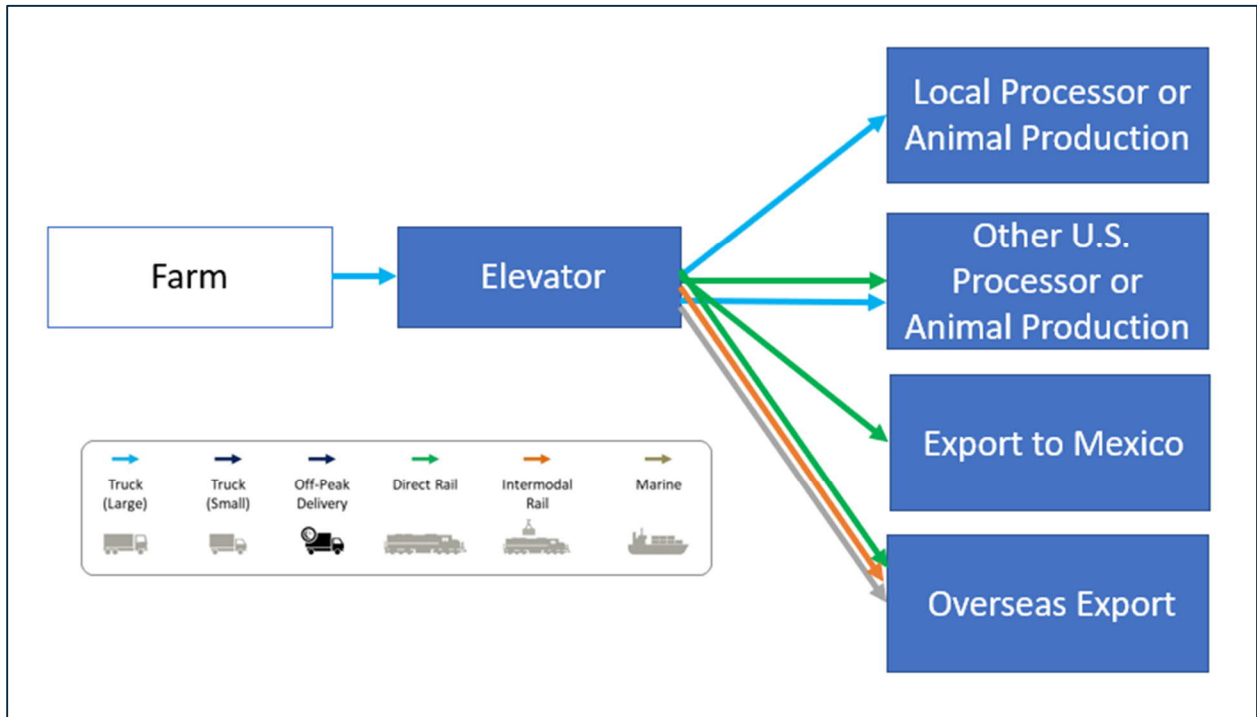 Local Processor or
Animal Production
Farm
Elevator
Other U.S.
Processor or
Animal Production
Export to Mexico
Overseas Export
Truck
(Large)
Truck
(Small)
Off-Peak
Delivery
Direct Rail
Intermodal
Rail
Marine